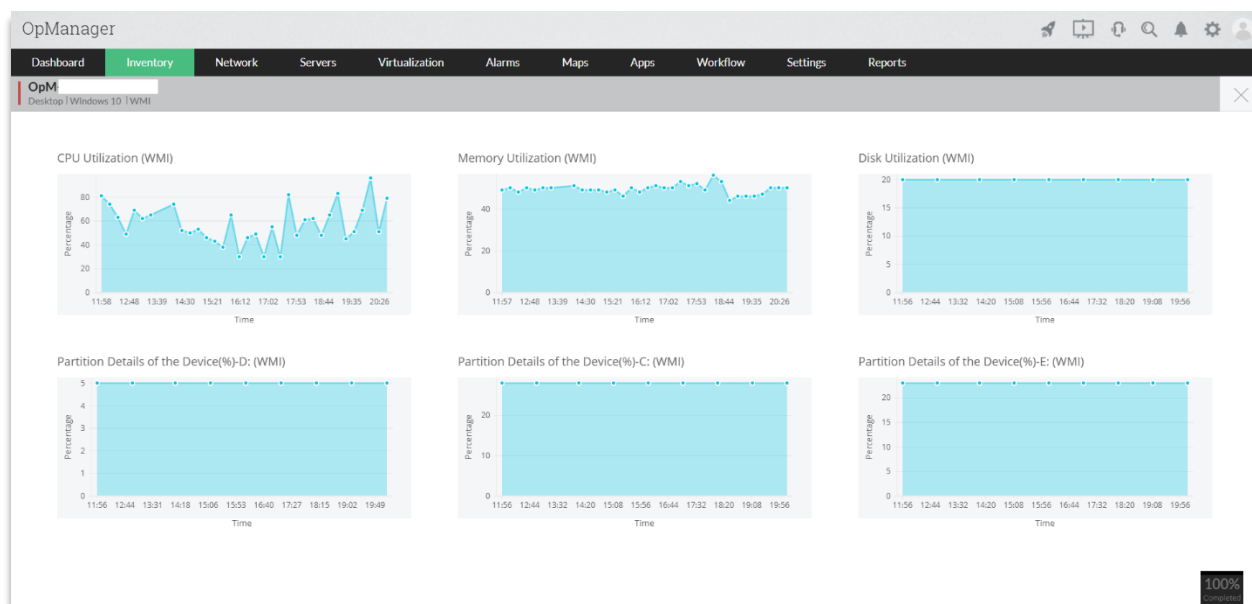 OpManager
Dashboard Inventory Network Servers Virtualization Alarms Maps Apps Workflow Settings Reports
OpM
Desktop | Windows 10 | WMI
CPU Utilization (WMI)
Percentage
80
60
40
20
0
11:58 12:48 13:39 14:30 15:21 16:12 17:02 17:53 18:44 19:35 20:26
Time
Memory Utilization (WMI)
Percentage
40
20
0
11:57 12:48 13:39 14:30 15:21 16:12 17:02 17:53 18:44 19:35 20:26
Time
Disk Utilization (WMI)
Percentage
20
15
10
5
0
11:56 12:44 13:32 14:20 15:08 15:56 16:44 17:32 18:20 19:08 19:56
Time
Partition Details of the Device(%)-D: (WMI)
Percentage
5
4
3
2
1
0
11:56 12:44 13:31 14:18 15:06 15:53 16:40 17:27 18:15 19:02 19:49
Time
Partition Details of the Device(%)-C: (WMI)
Percentage
20
10
0
11:56 12:44 13:32 14:20 15:08 15:56 16:44 17:32 18:20 19:08 19:56
Time
Partition Details of the Device(%)-E: (WMI)
Percentage
20
15
10
5
0
11:56 12:44 13:32 14:20 15:08 15:56 16:44 17:32 18:20 19:08 19:56
Time
100%
Completed